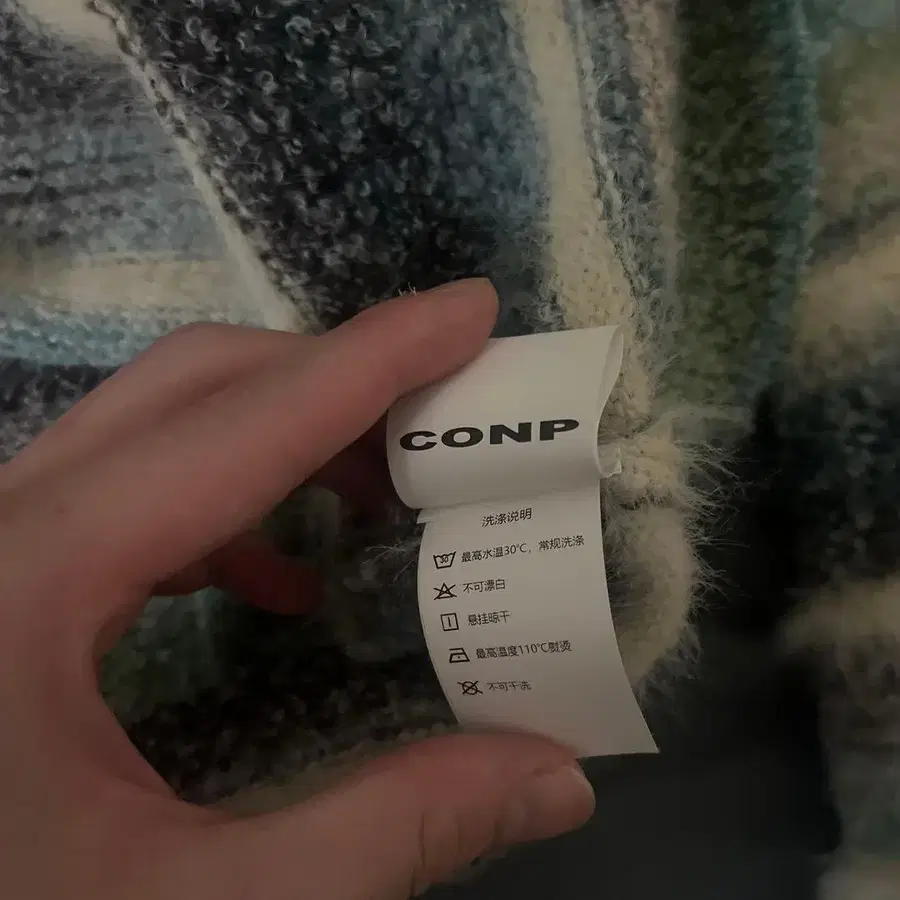 CONP
洗涤说明
30 最高水温30℃，常规洗涤
不可漂白
悬挂晾干
最高温度110℃熨烫
不可干洗